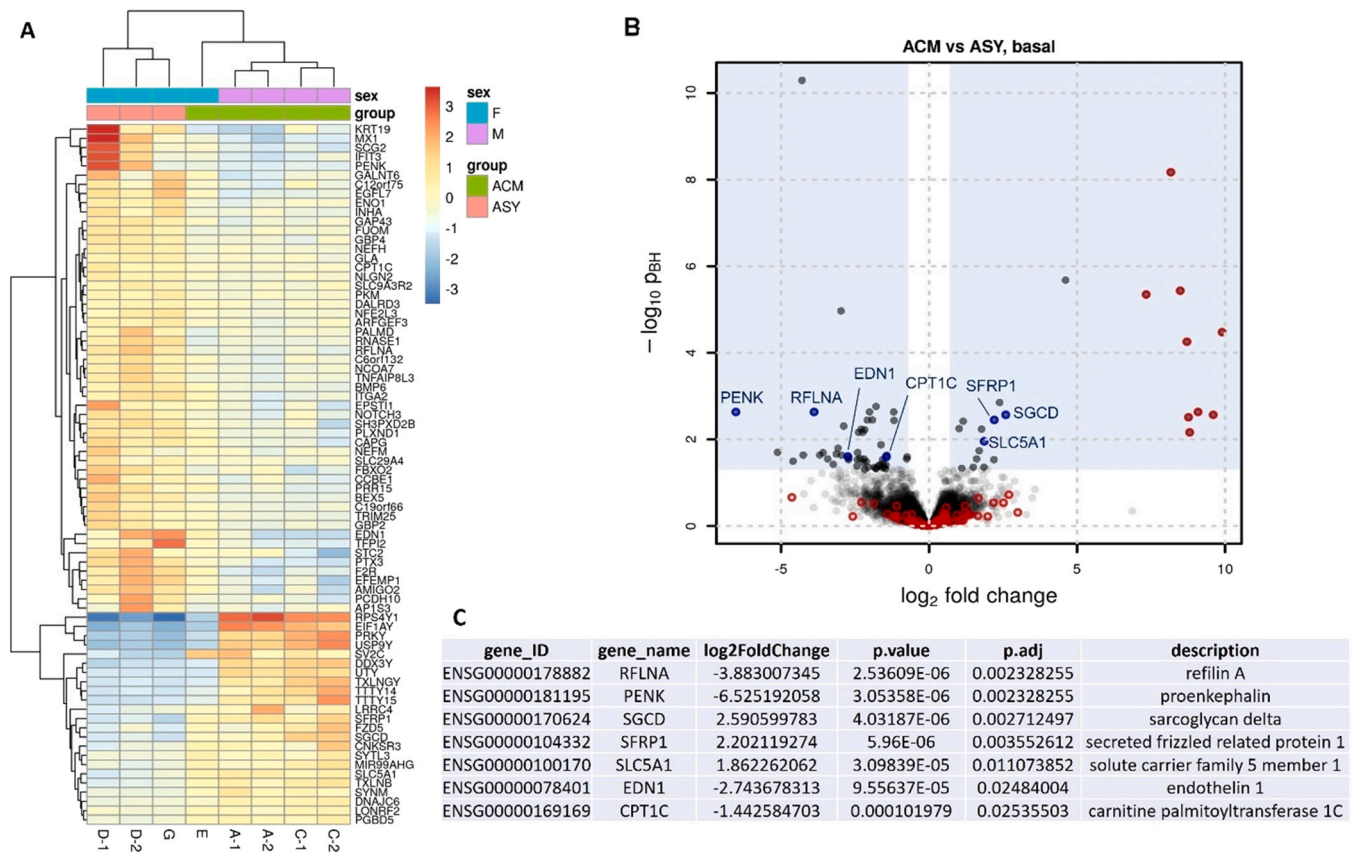 A
sex
group
KRT19
MX1
SCG2
IFIT3
PENK
GALNT6
C12orf75
EGFL7
ENO1
INHA
GAP43
FUOM
GBP4
NEFH
GLA
CPT1C
NLGN2
SLC9A3R2
PKM
DALRD3
NFE2L3
ARFGEF3
PALMD
RNASE1
RFLNA
C6orf132
NCOA7
TNFAIP8L3
BMP6
ITGA2
EPSTI1
NOTCH3
SH3PXD2B
PLXND1
CAPG
NEFM
SLC29A4
FBXO2
CCBE1
PRR15
BEX5
C19orf66
TRIM25
GBP2
EDN1
TFPI2
STC2
PTX3
F2R
EFEMP1
AMIGO2
PCDH10
AP1S3
RPS4Y1
EIF1AY
PRKY
USP9Y
SV2C
DDX3Y
UTY
TXLNGY
TTTY14
TTTY15
LRRC4
SFRP1
FZD5
SGCD
CNKSR3
SYTL3
MIR99AHG
SLC5A1
TXLNB
SYNM
DNAJC6
LONRF2
PGBD5
D-1 D-2 G E A-1 A-2 C-1 C-2
3
2
1
0
-1
-2
-3
sex
F
M
group
ACM
ASY
B
ACM vs ASY, basal
− log10 pBH
10
8
6
4
2
0
PENK
RFLNA
EDN1
CPT1C
SFRP1
SGCD
SLC5A1
-5 0 5 10
log2 fold change
C
gene_ID gene_name log2FoldChange p.value p.adj description
ENSG00000178882 RFLNA -3.883007345 2.53609E-06 0.002328255 refilin A
ENSG00000181195 PENK -6.525192058 3.05358E-06 0.002328255 proenkephalin
ENSG00000170624 SGCD 2.590599783 4.03187E-06 0.002712497 sarcoglycan delta
ENSG00000104332 SFRP1 2.202119274 5.96E-06 0.003552612 secreted frizzled related protein 1
ENSG00000100170 SLC5A1 1.862262062 3.09839E-05 0.011073852 solute carrier family 5 member 1
ENSG00000078401 EDN1 -2.743678313 9.55637E-05 0.02484004 endothelin 1
ENSG00000169169 CPT1C -1.442584703 0.000101979 0.02535503 carnitine palmitoyltransferase 1C